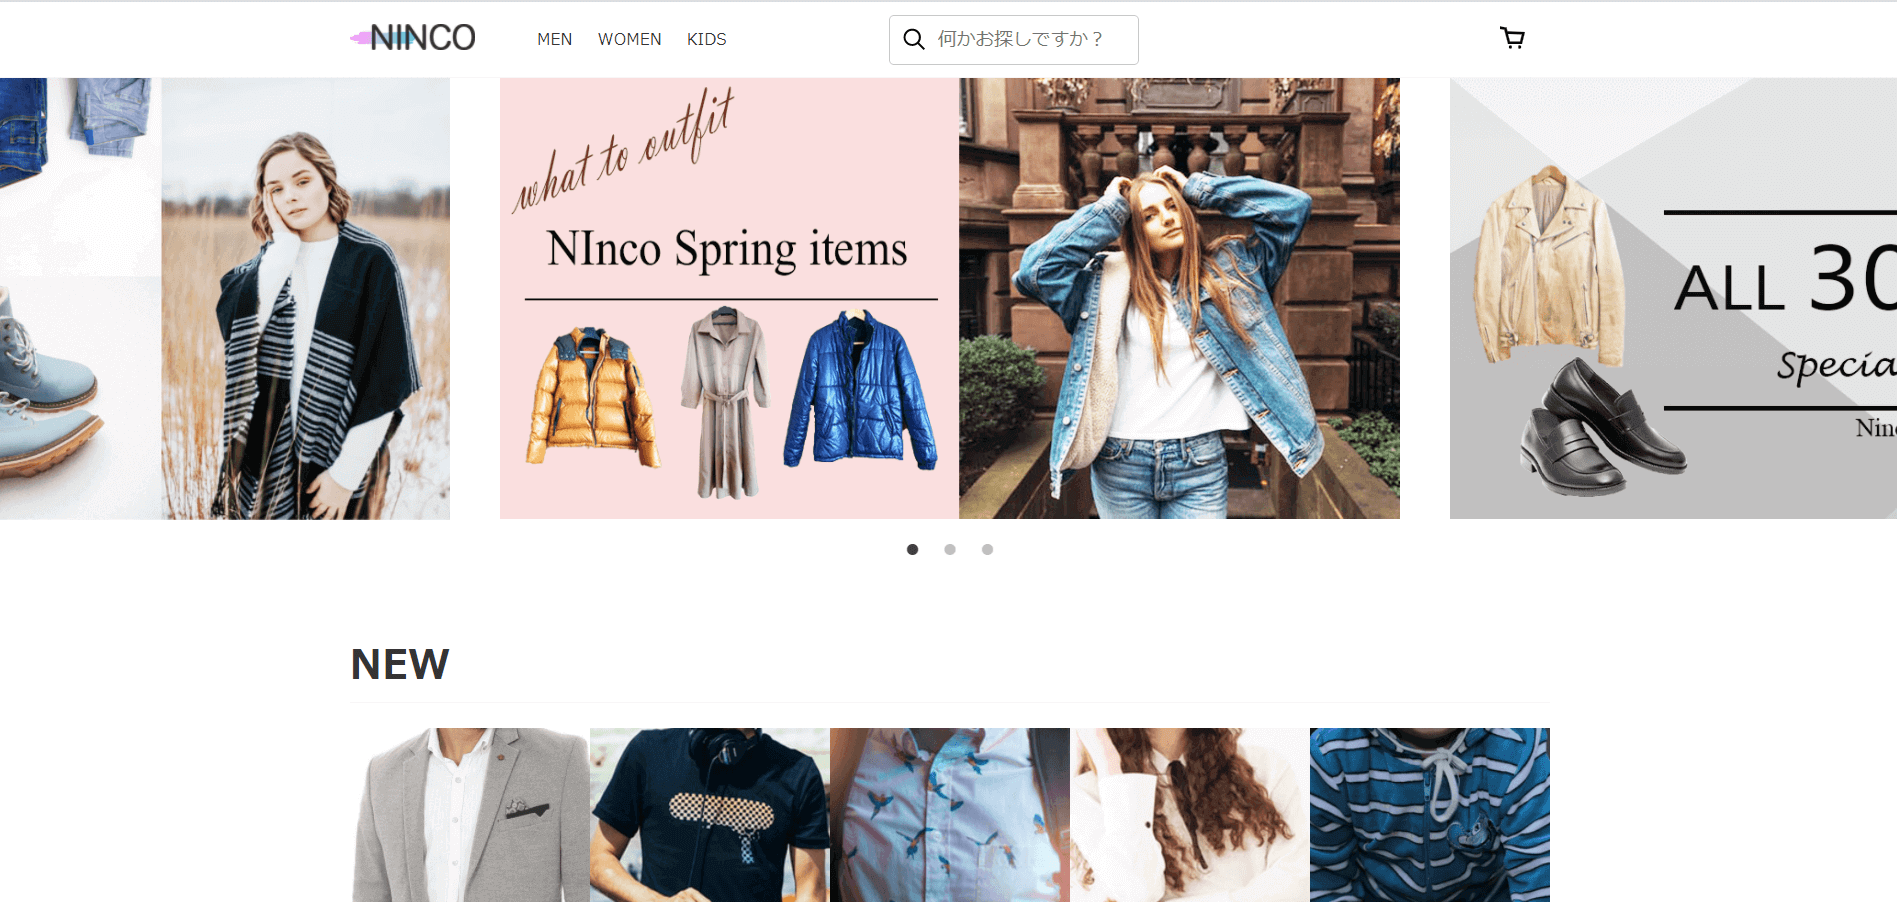 NINCO
MEN
WOMEN
KIDS
何かお探しですか？
what to outfit
NInco Spring items
ALL 30
Specia
Ninc
NEW